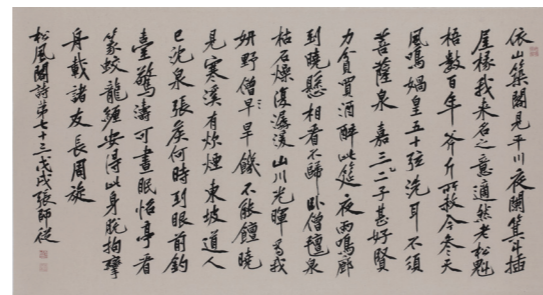 依山築閣見平川夜闌箕斗插
屋椽我来名之意適然老松魁
梧數百年斧斤所赦今参天
風鳴媧皇五十弦洗耳不須
菩薩泉嘉三二子甚好賢
力貧買酒醉此筵夜雨鳴廊
到曉懸相看不歸卧僧氊泉
枯石燥復潺湲山川光暉為我
妍野僧早旱饑不能饘曉
見寒溪有炊煙東坡道人
已沈泉張侯何時到眼前釣
臺驚濤可晝眠怡亭看
篆蛟龍纏安得此身脱拘攣
舟載諸友長周旋
松風閣詩第七十三戊戌張師從